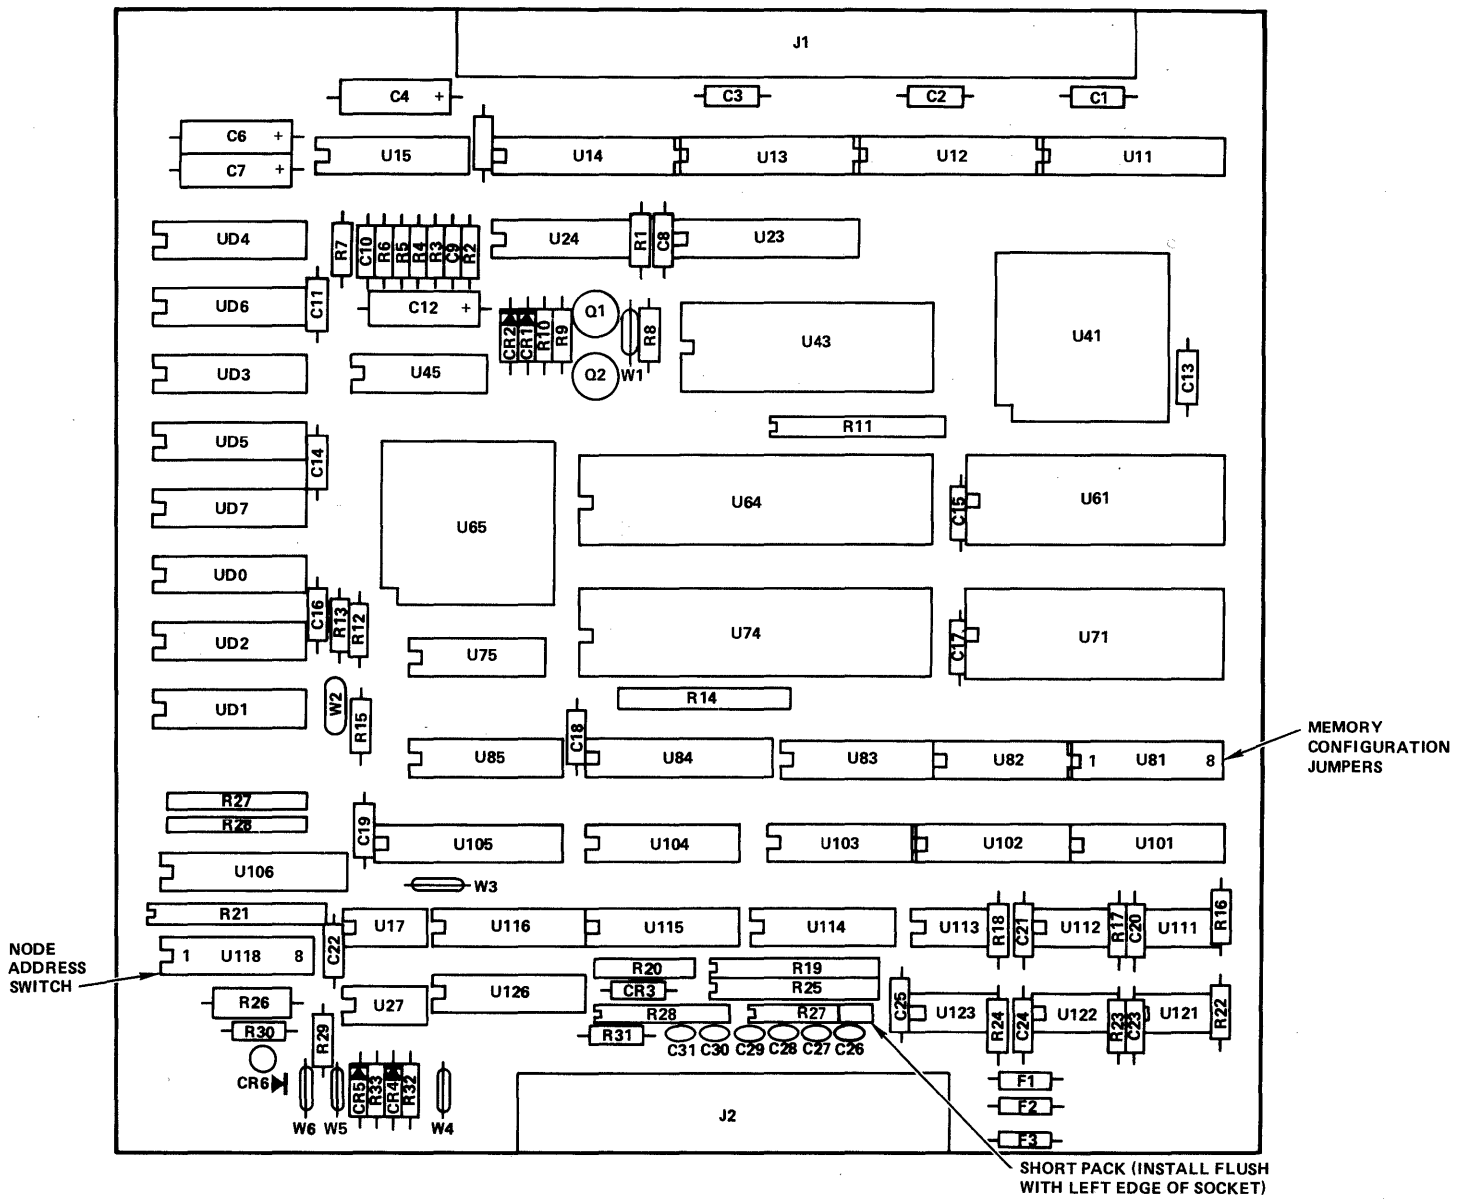 J1
C4 +
C3
C2
C1
C6 +
C7 +
U15
U14
U13
U12
U11
UD4
R7
C10
R6
R5
R4
R3
C9
R2
U24
R1
C8
U23
UD6
C11
C12 +
CR2
CR1
R10
R9
Q1
Q2
W1
R8
U43
U41
C13
UD3
U45
R11
UD5
C14
UD7
U65
U64
C15
U61
UD0
C16
R13
R12
UD2
U75
U74
C17
U71
UD1
W2
R15
R14
C18
U85
U84
U83
U82
1 U81 8
MEMORY
CONFIGURATION
JUMPERS
R27
R28
C19
U105
U104
U103
U102
U101
U106
W3
R21
U17
U116
U115
U114
U113
R18
C21
U112
R17
C20
U111
R16
NODE
ADDRESS
SWITCH
1 U118 8
C22
R20
R19
CR3
R25
R26
U27
U126
R28
R27
C25
U123
R24
C24
U122
R23
C23
U121
R22
R30
R29
R31
C31
C30
C29
C28
C27
C26
CR6
CR5
R33
CR4
R32
W6
W5
W4
J2
F1
F2
F3
SHORT PACK (INSTALL FLUSH
WITH LEFT EDGE OF SOCKET)